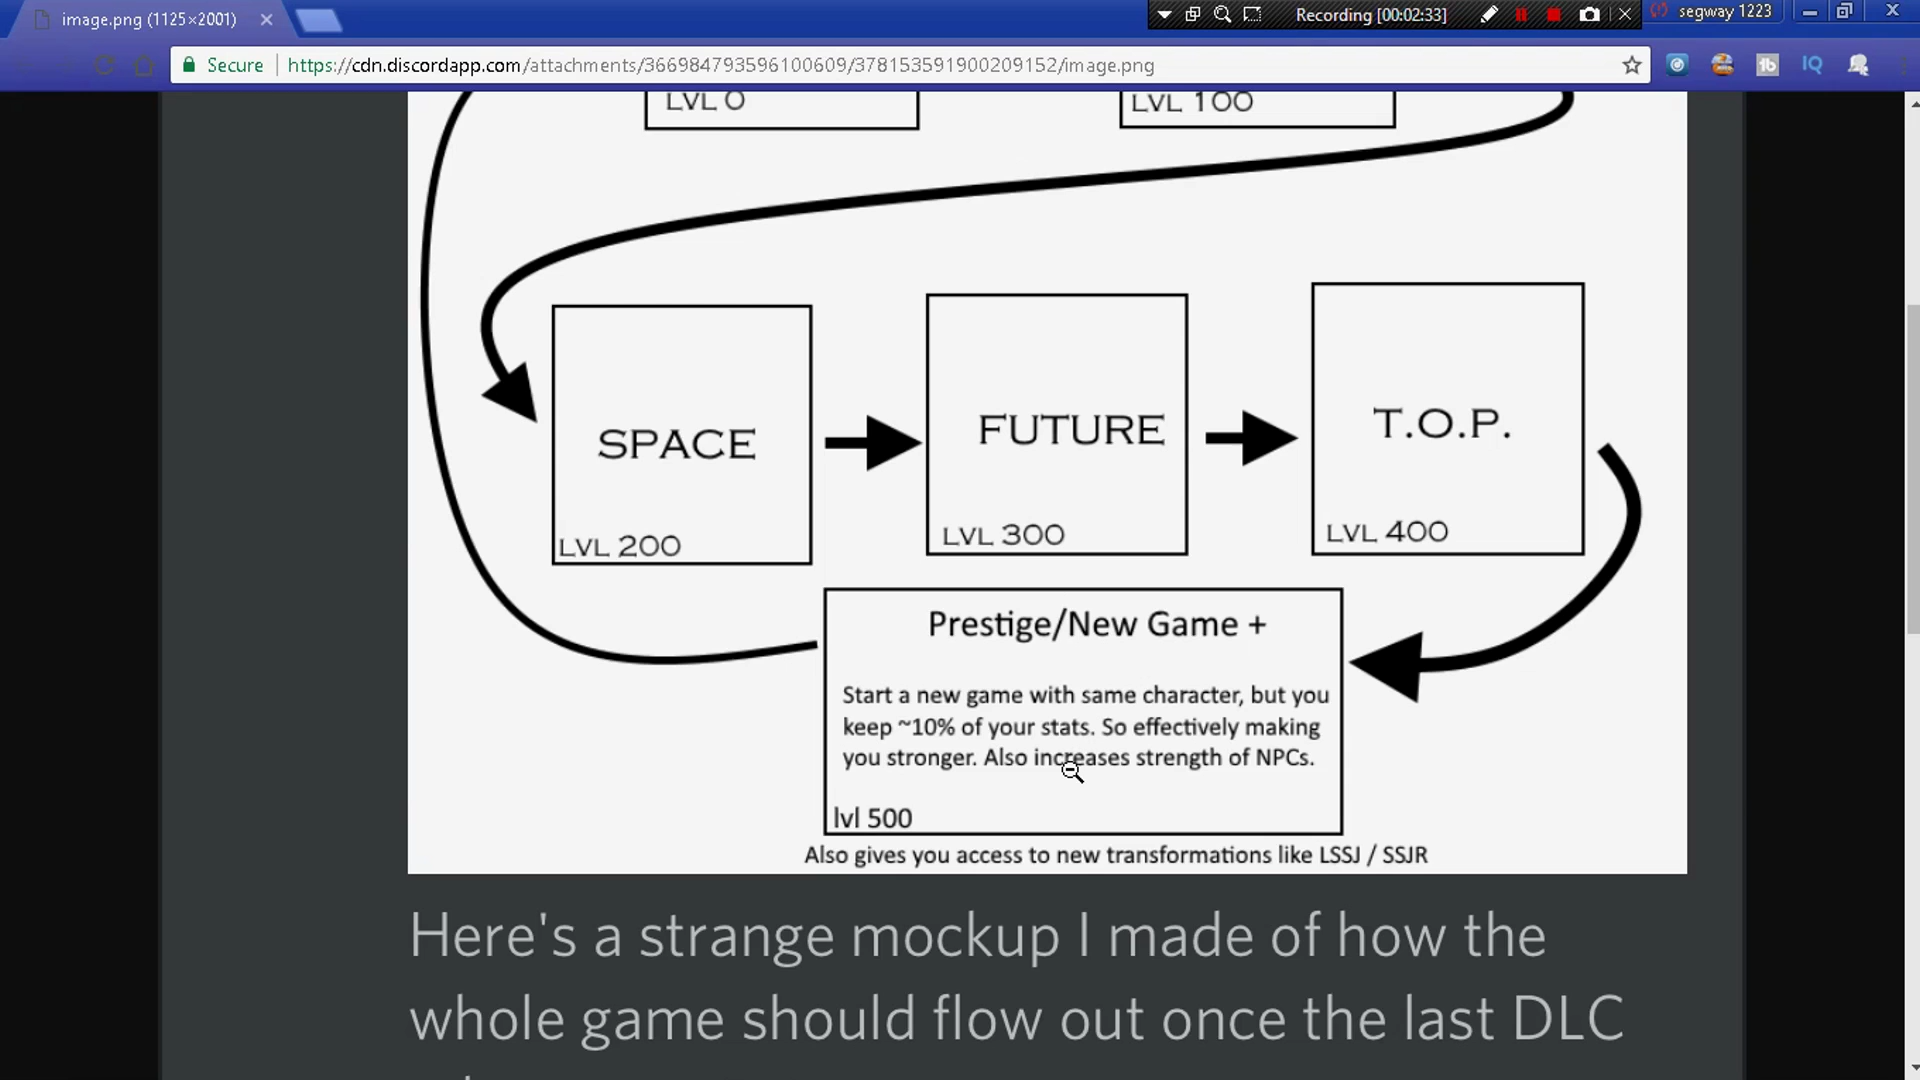 image.png (1125×2001)
Recording [00:02:33]
segway 1223
Secure
https://cdn.discordapp.com/attachments/366984793596100609/378153591900209152/image.png
IQ
LVL 0
LVL 100
SPACE
LVL 200
FUTURE
LVL 300
T.O.P.
LVL 400
Prestige/New Game +
Start a new game with same character, but you
keep ~10% of your stats. So effectively making
you stronger. Also increases strength of NPCs.
lvl 500
Also gives you access to new transformations like LSSJ / SSJR
Here's a strange mockup I made of how the
whole game should flow out once the last DLC